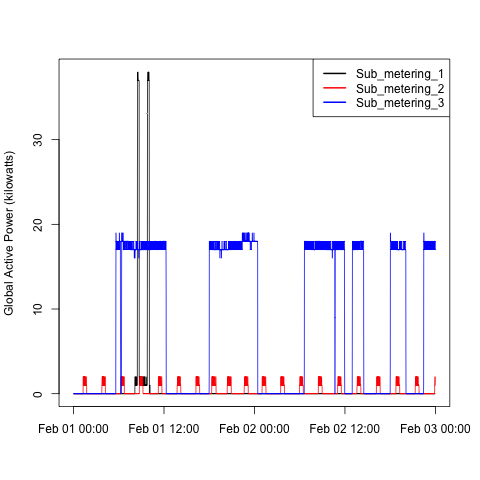 Sub_metering_1
Sub_metering_2
Sub_metering_3
Global Active Power (kilowatts)
30
20
10
0
Feb 01 00:00 Feb 01 12:00 Feb 02 00:00 Feb 02 12:00 Feb 03 00:00